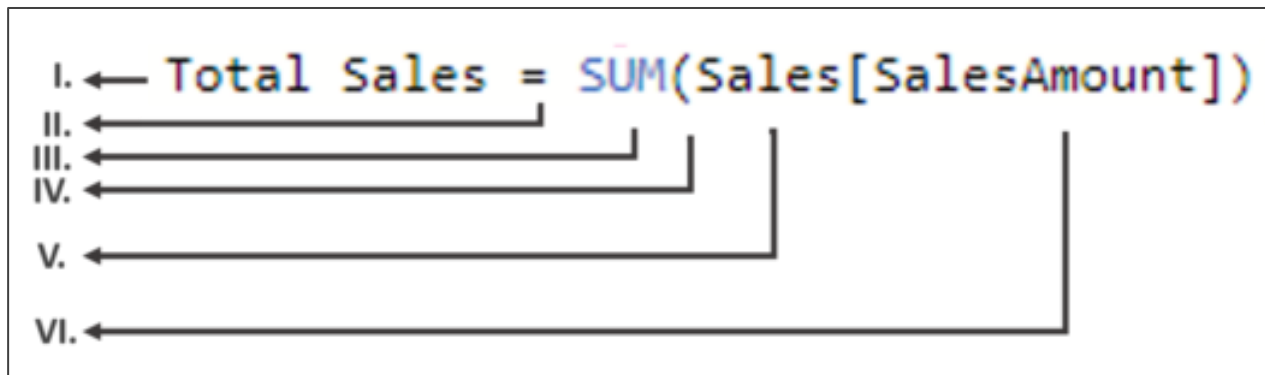 I. Total Sales = SUM(Sales[SalesAmount])
II.
III.
IV.
V.
VI.